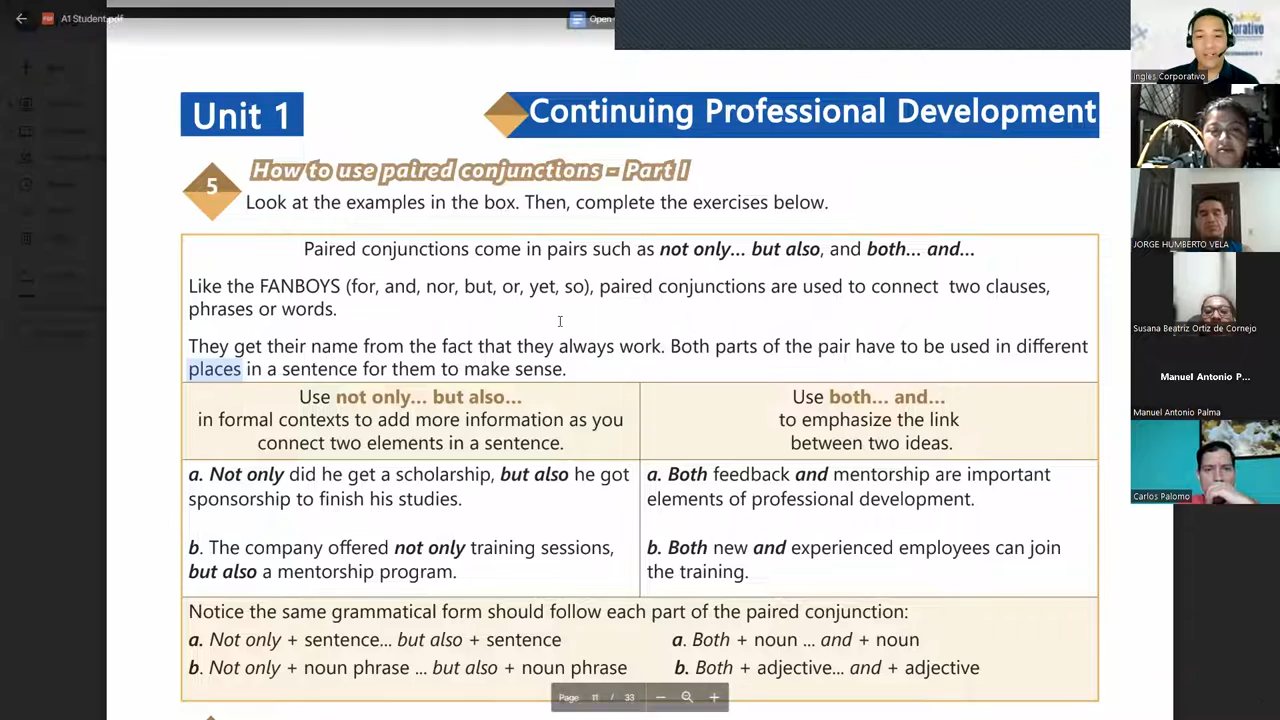 A1 Student.pdf
Open
Unit 1
Continuing Professional Development
5
How to use paired conjunctions - Part I
Look at the examples in the box. Then, complete the exercises below.
Paired conjunctions come in pairs such as not only... but also, and both... and...
Like the FANBOYS (for, and, nor, but, or, yet, so), paired conjunctions are used to connect two clauses,
phrases or words.
They get their name from the fact that they always work. Both parts of the pair have to be used in different
places in a sentence for them to make sense.
Use not only... but also...
in formal contexts to add more information as you
connect two elements in a sentence.
Use both... and...
to emphasize the link
between two ideas.
a. Not only did he get a scholarship, but also he got
sponsorship to finish his studies.
b. The company offered not only training sessions,
but also a mentorship program.
a. Both feedback and mentorship are important
elements of professional development.
b. Both new and experienced employees can join
the training.
Notice the same grammatical form should follow each part of the paired conjunction:
a. Not only + sentence... but also + sentence
b. Not only + noun phrase ... but also + noun phrase
a. Both + noun ... and + noun
b. Both + adjective... and + adjective
Page 11 / 33
Ingles Corporativo
JORGE HUMBERTO VELA
Susana Beatriz Ortiz de Cornejo
Manuel Antonio P...
Manuel Antonio Palma
Carlos Palomo